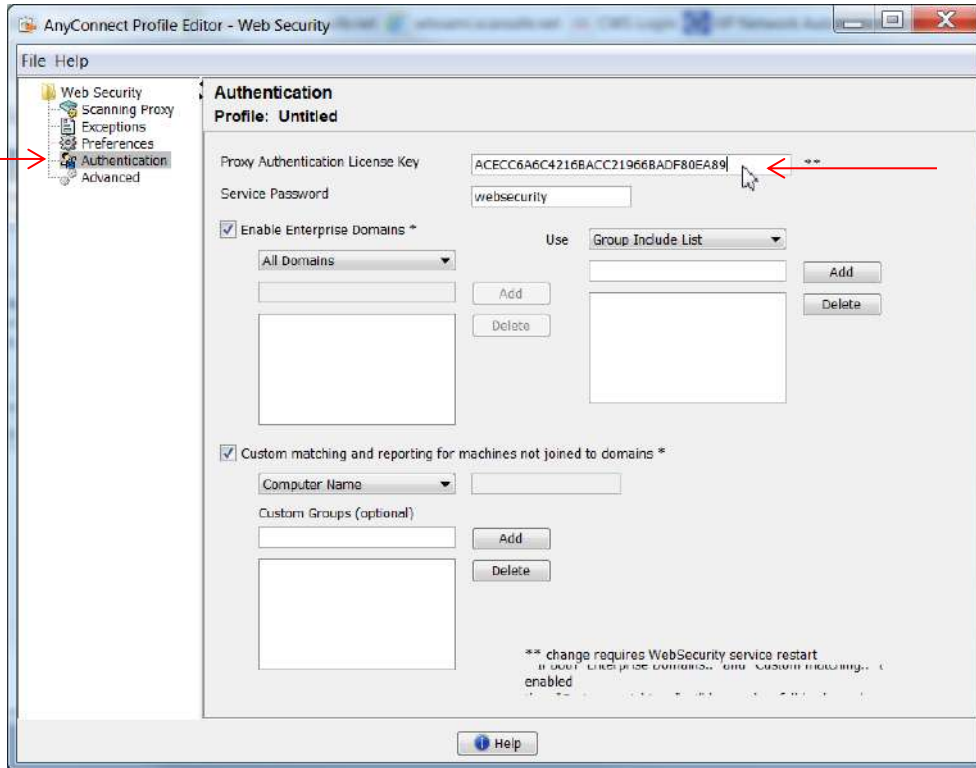 AnyConnect Profile Editor - Web Security
File Help
Web Security
Scanning Proxy
Exceptions
Preferences
Authentication
Advanced
Authentication
Profile: Untitled
Proxy Authentication License Key
ACECC6A6C4216BACC21966BADF80EA89
**
Service Password
websecurity
Enable Enterprise Domains *
Use
Group Include List
All Domains
Add
Add
Delete
Delete
Custom matching and reporting for machines not joined to domains *
Computer Name
Custom Groups (optional)
Add
Delete
** change requires WebSecurity service restart
enabled
Help